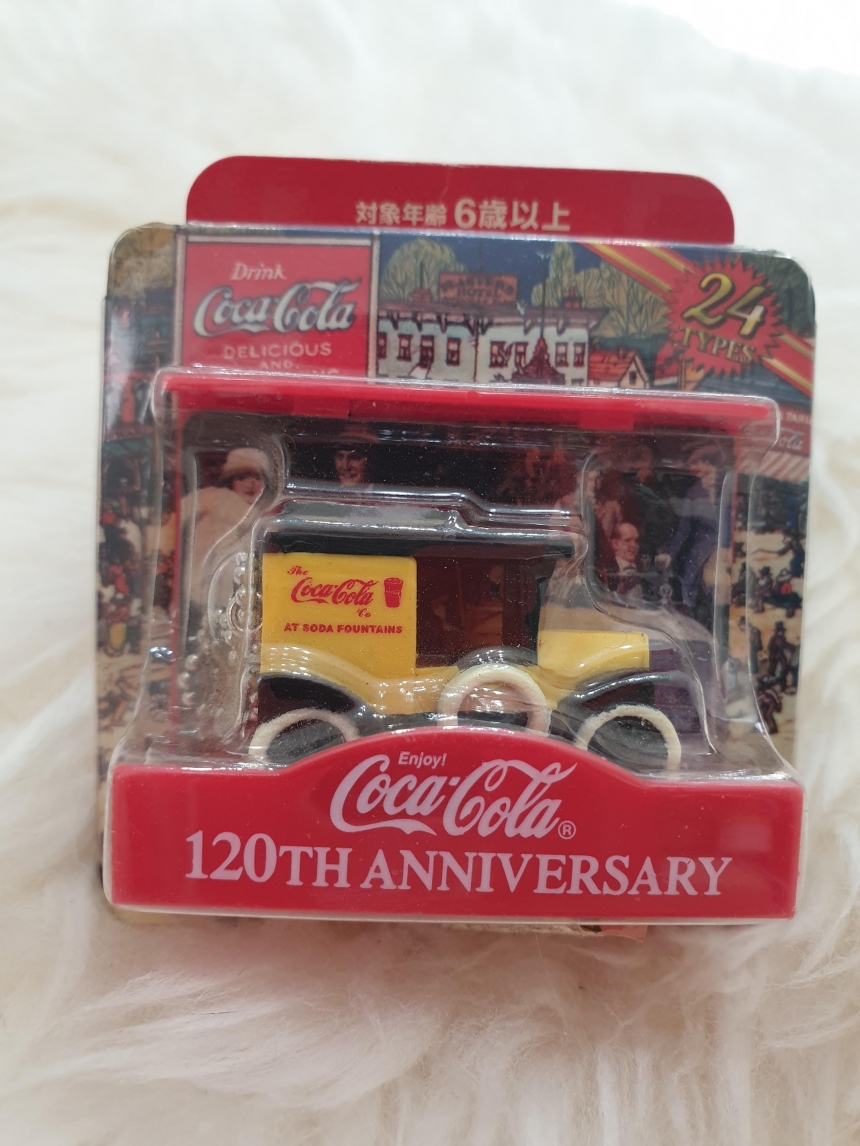 対象年齢 6歳以上
Drink
Coca-Cola
DELICIOUS
AND
24
TYPES
The
Coca-Cola
Co
AT SODA FOUNTAINS
Enjoy!
Coca-Cola®
120TH ANNIVERSARY